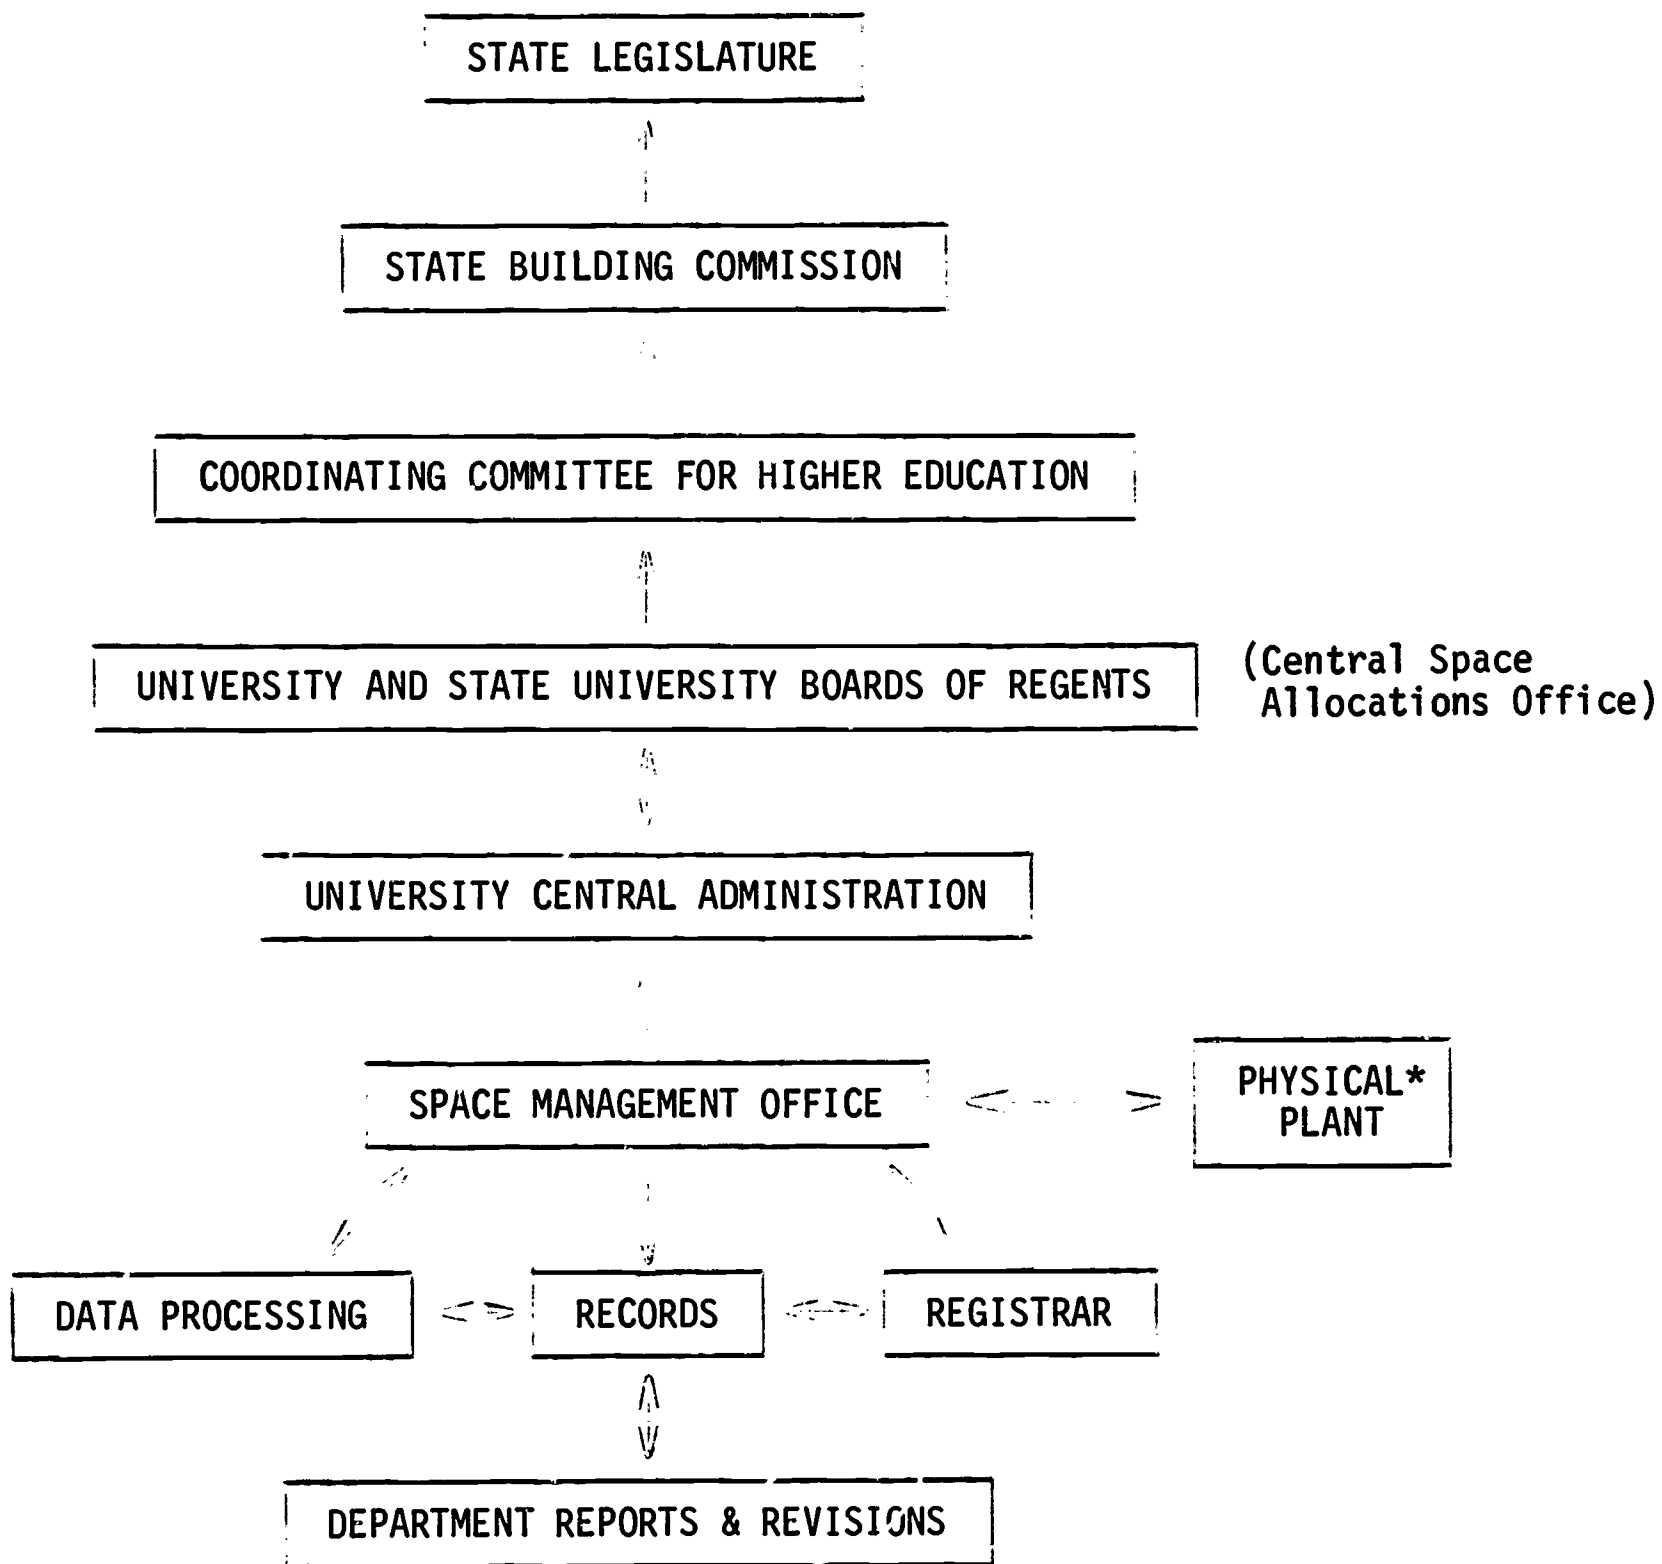 STATE LEGISLATURE
STATE BUILDING COMMISSION
COORDINATING COMMITTEE FOR HIGHER EDUCATION
UNIVERSITY AND STATE UNIVERSITY BOARDS OF REGENTS
(Central Space
Allocations Office)
UNIVERSITY CENTRAL ADMINISTRATION
SPACE MANAGEMENT OFFICE
PHYSICAL*
PLANT
DATA PROCESSING
RECORDS
REGISTRAR
DEPARTMENT REPORTS & REVISIONS